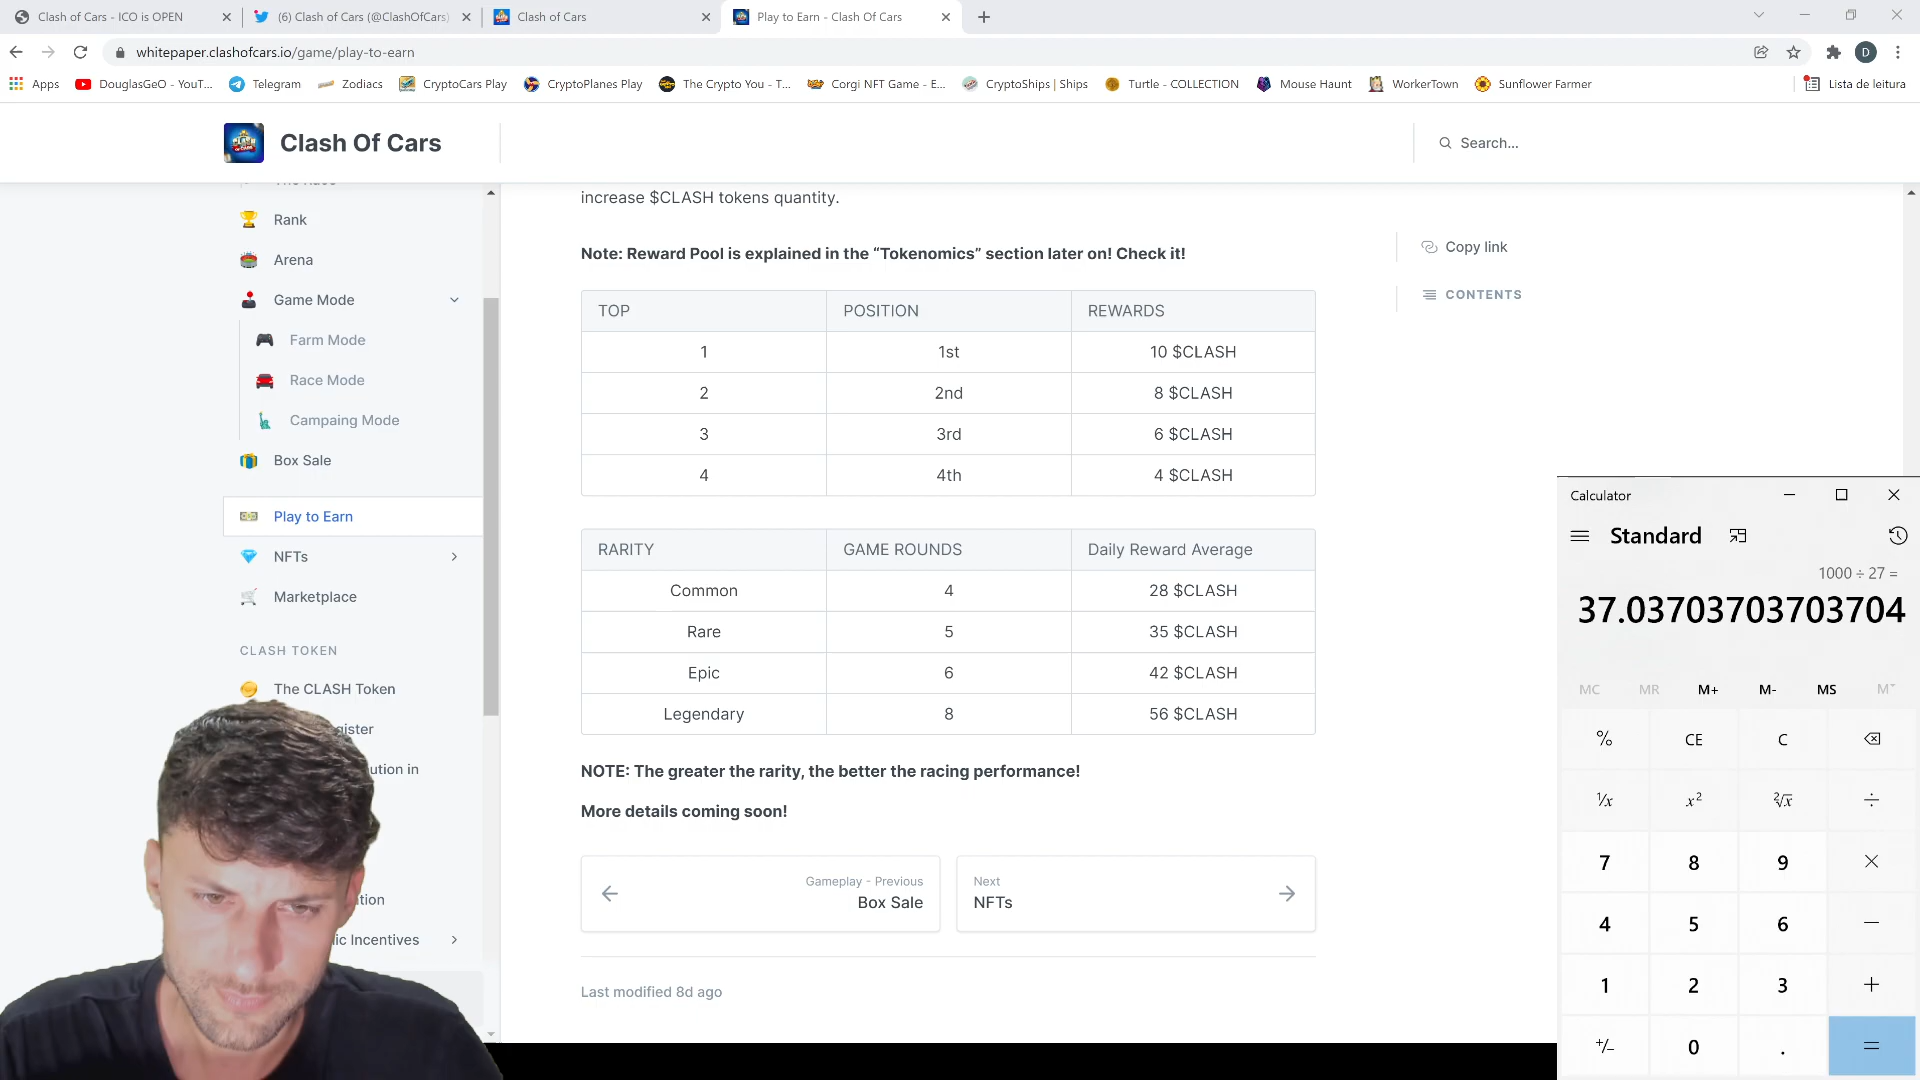 Clash of Cars - ICO is OPEN
(6) Clash of Cars (@ClashOfCars)
Clash of Cars
Play to Earn - Clash Of Cars
whitepaper.clashofcars.io/game/play-to-earn
D
Apps
DouglasGeO - YouT...
Telegram
Zodiacs
CryptoCars Play
CryptoPlanes Play
The Crypto You - T...
Corgi NFT Game - E...
CryptoShips | Ships
Turtle - COLLECTION
Mouse Haunt
WorkerTown
Sunflower Farmer
Lista de leitura
Clash Of Cars
Search...
Rank
Arena
Game Mode
Farm Mode
Race Mode
Campaing Mode
Box Sale
Play to Earn
NFTs
Marketplace
CLASH TOKEN
The CLASH Token
gister
ution in
tion
ic Incentives
increase $CLASH tokens quantity.
Note: Reward Pool is explained in the “Tokenomics” section later on! Check it!
TOP POSITION REWARDS
1 1st 10 $CLASH
2 2nd 8 $CLASH
3 3rd 6 $CLASH
4 4th 4 $CLASH
RARITY GAME ROUNDS Daily Reward Average
Common 4 28 $CLASH
Rare 5 35 $CLASH
Epic 6 42 $CLASH
Legendary 8 56 $CLASH
NOTE: The greater the rarity, the better the racing performance!
More details coming soon!
Gameplay - Previous
Box Sale
Next
NFTs
Last modified 8d ago
Copy link
CONTENTS
Calculator
Standard
1000 ÷ 27 =
37.03703703703704
MC MR M+ M- MS M˅
% CE C
¹/x x² ²√x ÷
7 8 9 ×
4 5 6 −
1 2 3 +
+/− 0 . =